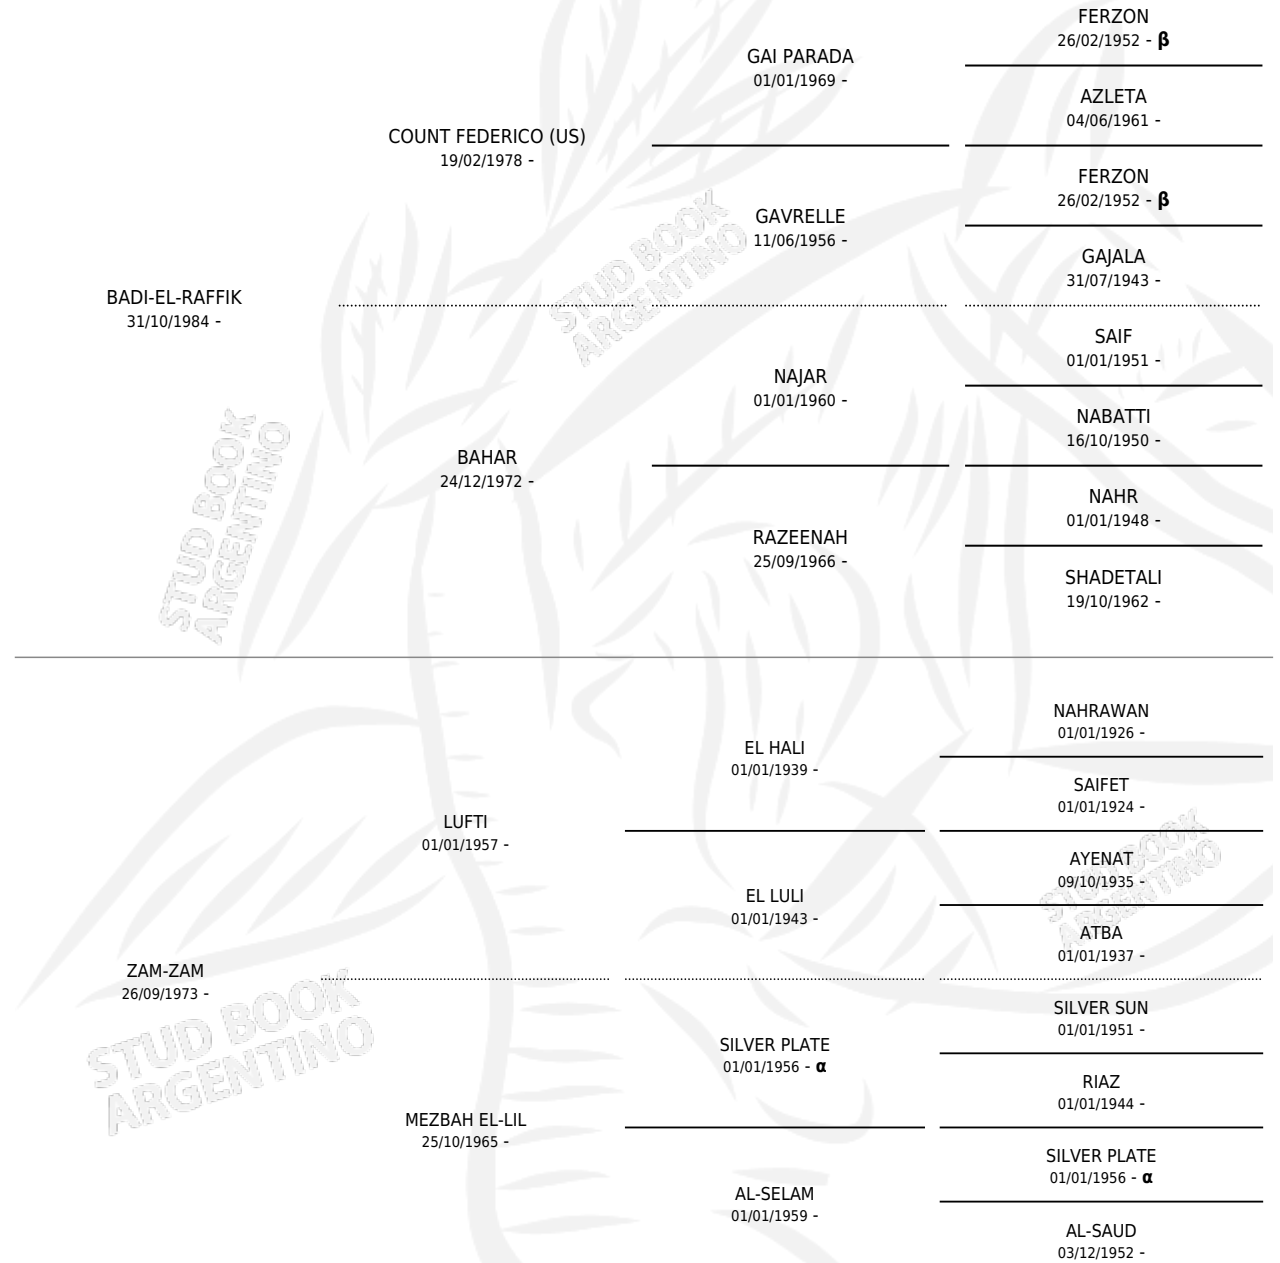 FERZON
26/02/1952 - β
GAI PARADA
01/01/1969 -
AZLETA
04/06/1961 -
COUNT FEDERICO (US)
19/02/1978 -
FERZON
26/02/1952 - β
GAVRELLE
11/06/1956 -
GAJALA
31/07/1943 -
BADI-EL-RAFFIK
31/10/1984 -
SAIF
01/01/1951 -
NAJAR
01/01/1960 -
NABATTI
16/10/1950 -
BAHAR
24/12/1972 -
NAHR
01/01/1948 -
RAZEENAH
25/09/1966 -
SHADETALI
19/10/1962 -
NAHRAWAN
01/01/1926 -
EL HALI
01/01/1939 -
SAIFET
01/01/1924 -
LUFTI
01/01/1957 -
AYENAT
09/10/1935 -
EL LULI
01/01/1943 -
ATBA
01/01/1937 -
ZAM-ZAM
26/09/1973 -
SILVER SUN
01/01/1951 -
SILVER PLATE
01/01/1956 - α
RIAZ
01/01/1944 -
MEZBAH EL-LIL
25/10/1965 -
SILVER PLATE
01/01/1956 - α
AL-SELAM
01/01/1959 -
AL-SAUD
03/12/1952 -
STUD BOOK
ARGENTINO
STUD BOOK
ARGENTINO
STUD BOOK
ARGENTINO
STUD BOOK
ARGENTINO